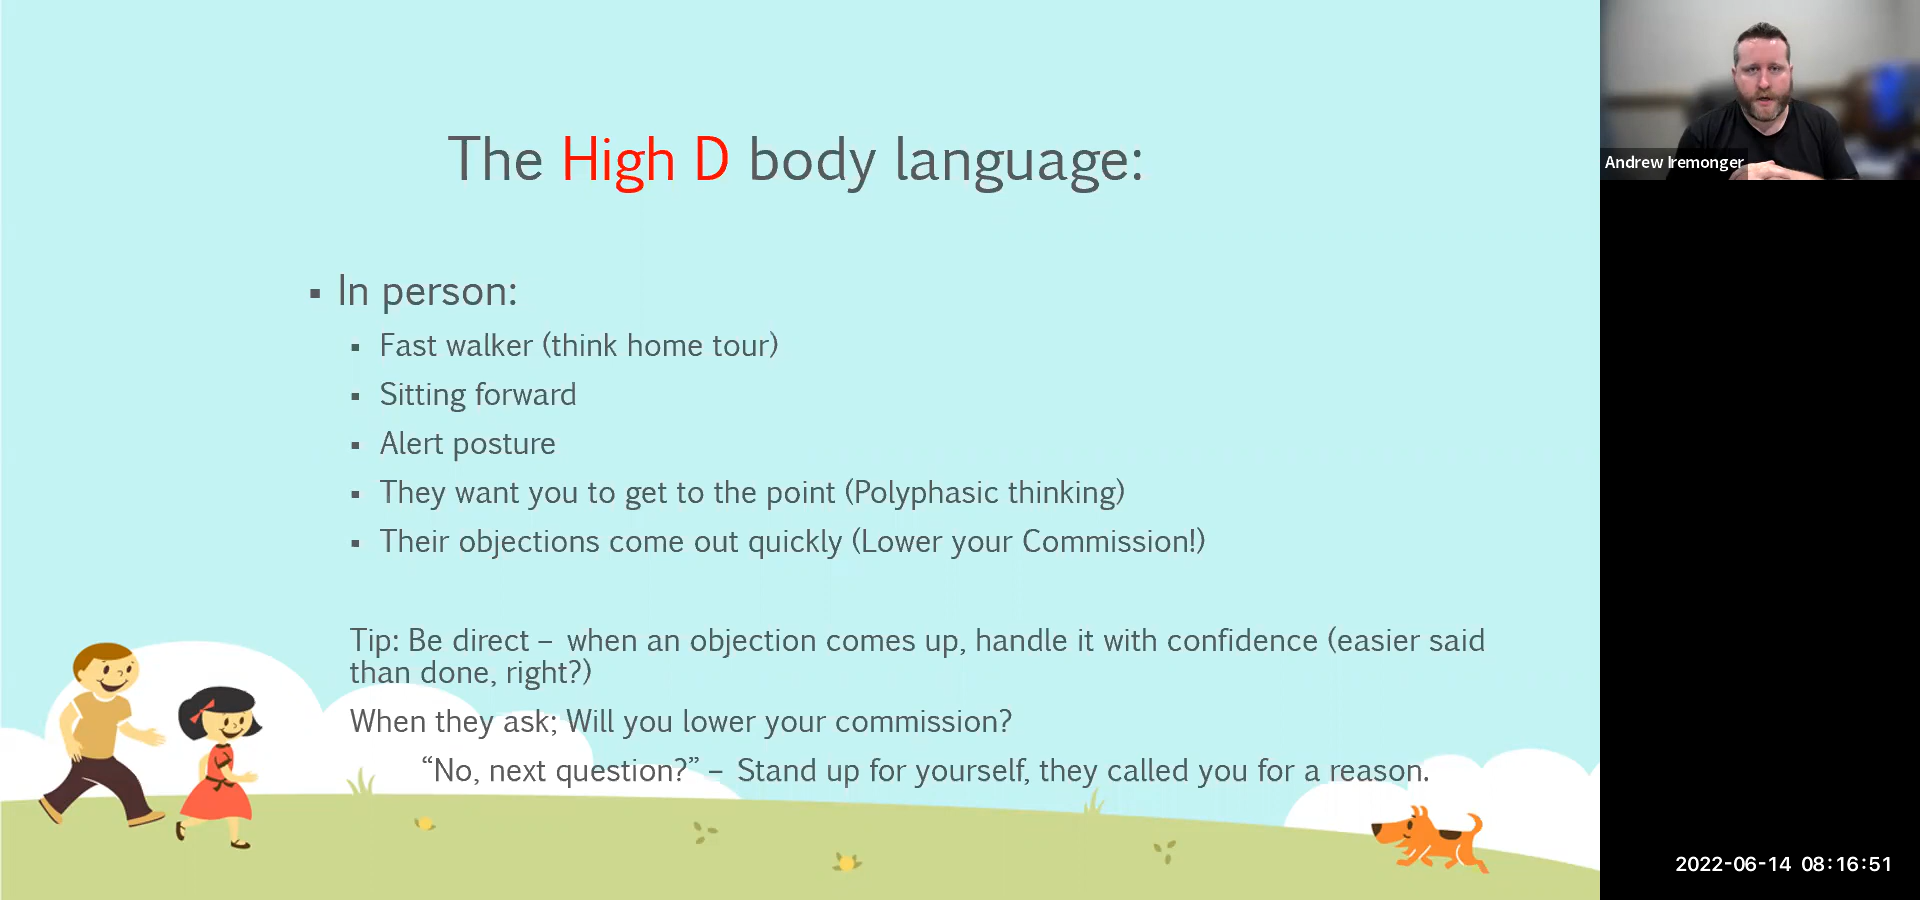 The High D body language:
▪ In person:
▪ Fast walker (think home tour)
▪ Sitting forward
▪ Alert posture
▪ They want you to get to the point (Polyphasic thinking)
▪ Their objections come out quickly (Lower your Commission!)
Tip: Be direct – when an objection comes up, handle it with confidence (easier said
than done, right?)
When they ask; Will you lower your commission?
“No, next question?” – Stand up for yourself, they called you for a reason.
Andrew Iremonger
2022-06-14 08:16:51